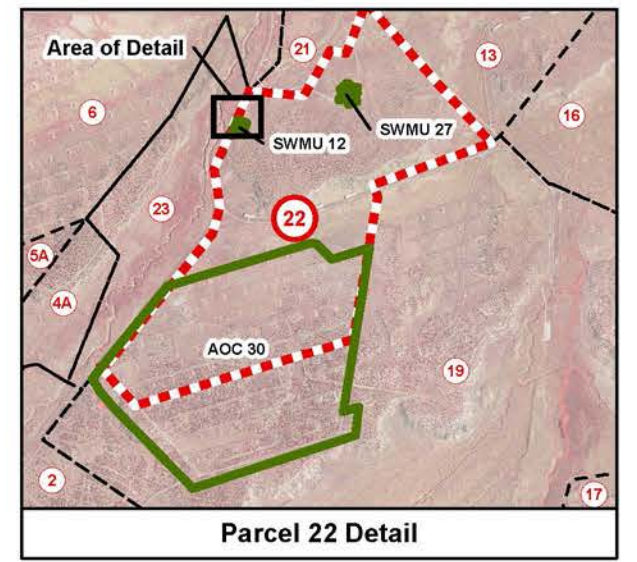 Area of Detail
21
13
6
16
SWMU 27
SWMU 12
23
22
5A
4A
AOC 30
19
2
17
Parcel 22 Detail